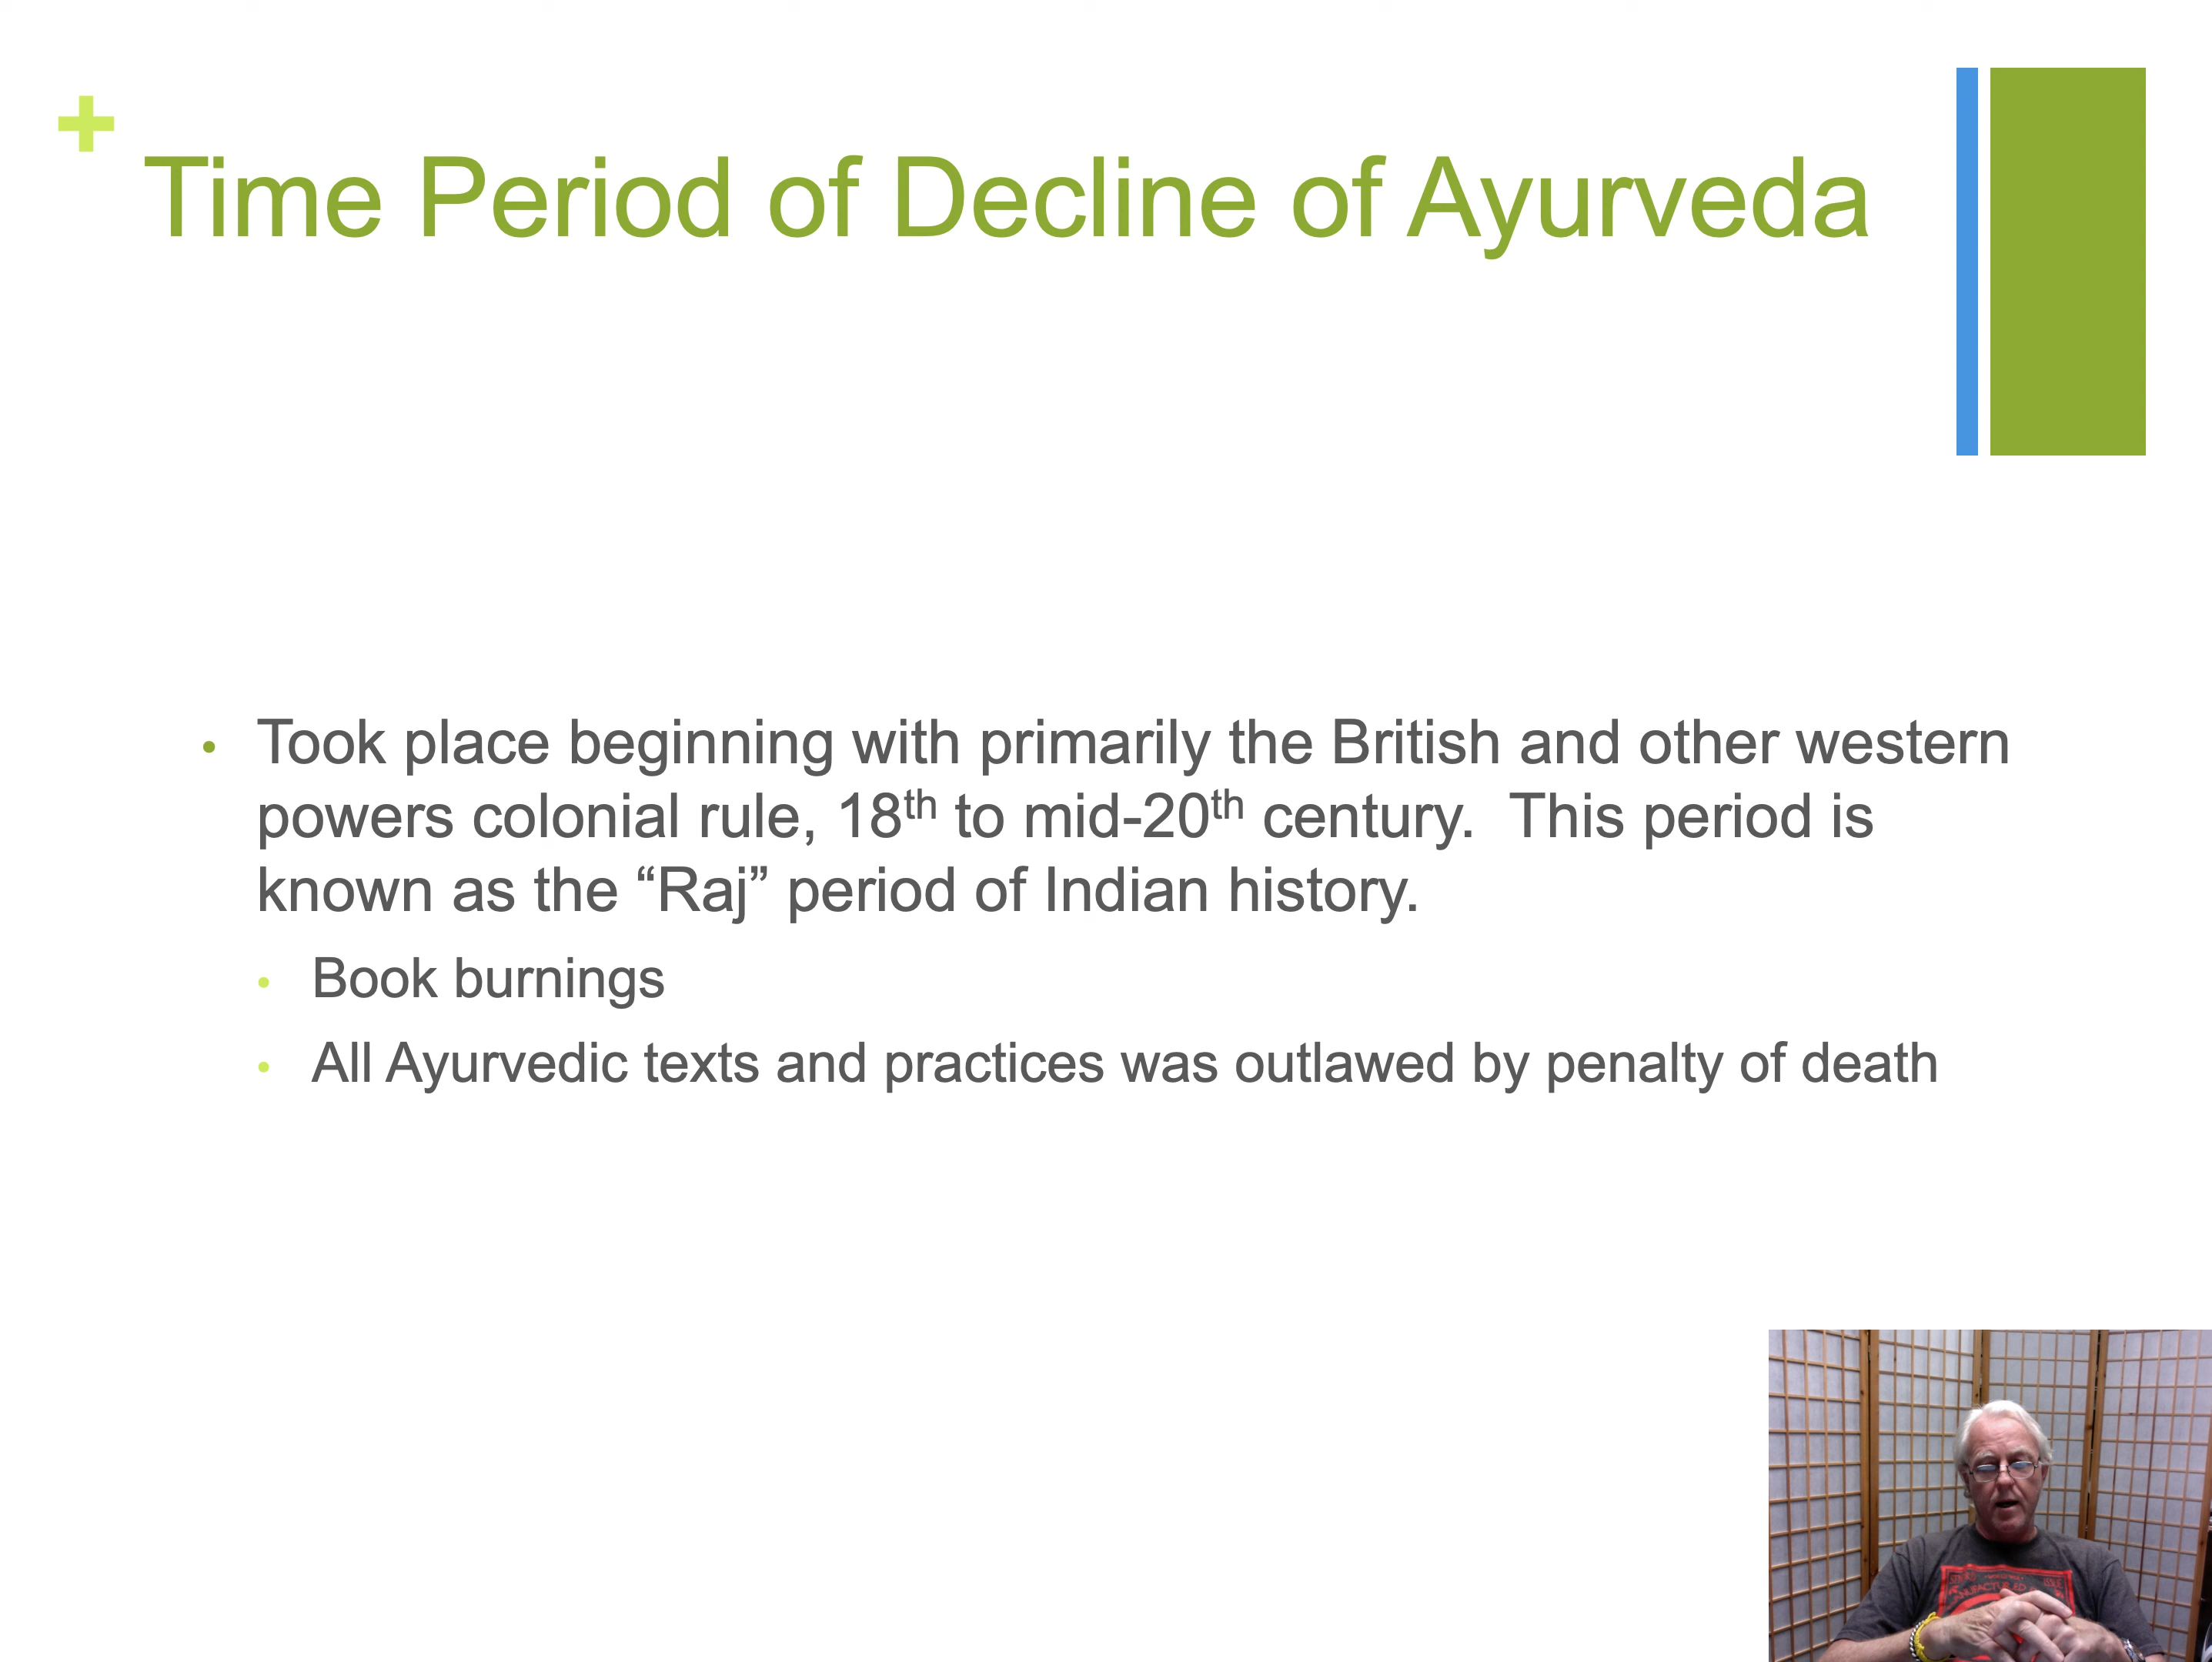 +
Time Period of Decline of Ayurveda
• Took place beginning with primarily the British and other western
powers colonial rule, 18th to mid-20th century.  This period is
known as the “Raj” period of Indian history.
• Book burnings
• All Ayurvedic texts and practices was outlawed by penalty of death